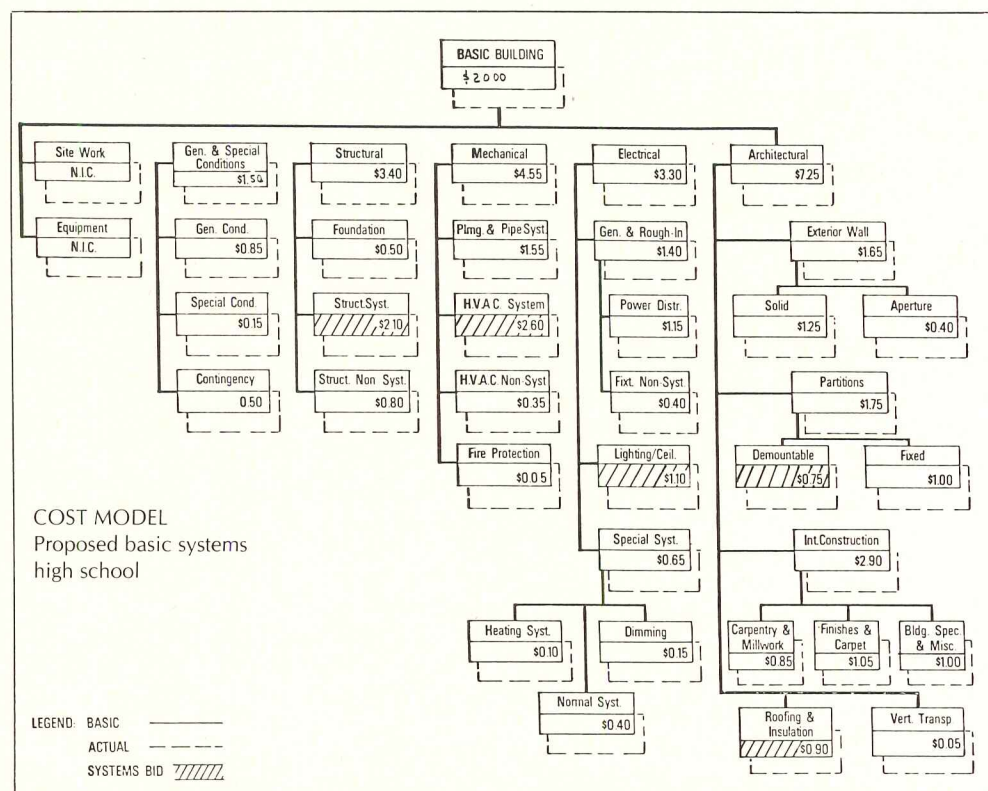 BASIC BUILDING
$20 00
Site Work
N.I.C.
Gen. & Special
Conditions
$1.50
Structural
$3.40
Mechanical
$4.55
Electrical
$3.30
Architectural
$7.25
Equipment
N.I.C.
Gen. Cond.
$0.85
Foundation
$0.50
Plmg. & Pipe Syst.
$1.55
Gen. & Rough-In
$1.40
Exterior Wall
$1.65
Special Cond.
$0.15
Struct.Syst.
$2.10
H.V.A.C. System
$2.60
Power Distr.
$1.15
Solid
$1.25
Aperture
$0.40
Contingency
0.50
Struct. Non Syst.
$0.80
H.V.A.C Non-Syst
$0.35
Fixt. Non-Syst.
$0.40
Partitions
$1.75
Fire Protection
$0.05
Lighting/Ceil.
$1.10
Demountable
$0.75
Fixed
$1.00
COST MODEL
Proposed basic systems
high school
Special Syst.
$0.65
Int.Construction
$2.90
Heating Syst.
$0.10
Dimming
$0.15
Carpentry &
Millwork
$0.85
Finishes &
Carpet
$1.05
Bldg. Spec.
& Misc.
$1.00
Nonnal Syst.
$0.40
Roofing &
Insulation
$0.90
Vert. Transp
$0.05
LEGEND: BASIC
ACTUAL
SYSTEMS BID